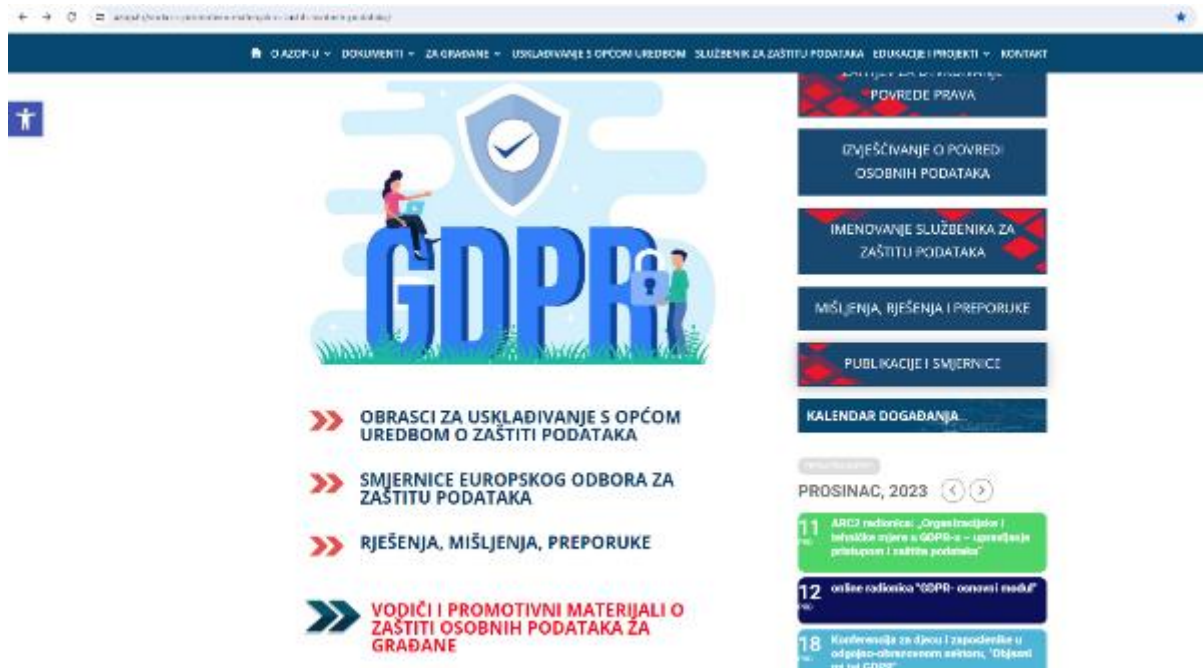 O AZOP-U
DOKUMENTI
ZA GRAĐANE
USKLAĐIVANJE S OPĆOM UREDBOM
SLUŽBENIK ZA ZAŠTITU PODATAKA
EDUKACIJE I PROJEKTI
KONTAKT
GDPR
OBRASCI ZA USKLAĐIVANJE S OPĆOM
UREDBOM O ZAŠTITI PODATAKA
SMJERNICE EUROPSKOG ODBORA ZA
ZAŠTITU PODATAKA
RJEŠENJA, MIŠLJENJA, PREPORUKE
VODIČI I PROMOTIVNI MATERIJALI O
ZAŠTITI OSOBNIH PODATAKA ZA
GRAĐANE
POVREDE PRAVA
IZVJEŠĆIVANJE O POVREDI
OSOBNIH PODATAKA
IMENOVANJE SLUŽBENIKA ZA
ZAŠTITU PODATAKA
MIŠLJENJA, RJEŠENJA I PREPORUKE
PUBLIKACIJE I SMJERNICE
KALENDAR DOGAĐANJA
PROSINAC, 2023
11
ARC2 radionica: „Organizacijske i
tehničke mjere u GDPR-u – upravljanje
pristupom i zaštita podataka“
12
online radionica "GDPR- osnovni modul"
18
Konferencija za djecu i zaposlenike u
odgojno-obrazovnom sektoru, "Objasni